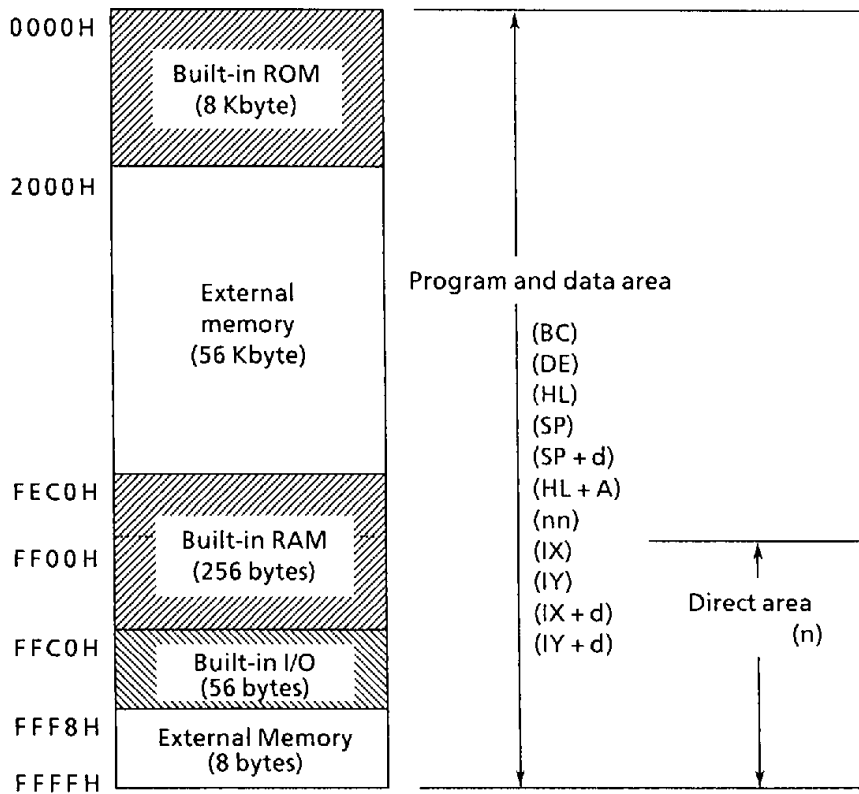 0000H
Built-in ROM
(8 Kbyte)
2000H
External
memory
(56 Kbyte)
FEC0H
Built-in RAM
(256 bytes)
FF00H
FFC0H
Built-in I/O
(56 bytes)
FFF8H
External Memory
(8 bytes)
FFFFH
Program and data area
(BC)
(DE)
(HL)
(SP)
(SP + d)
(HL + A)
(nn)
(IX)
(IY)
(IX + d)
(IY + d)
Direct area
(n)